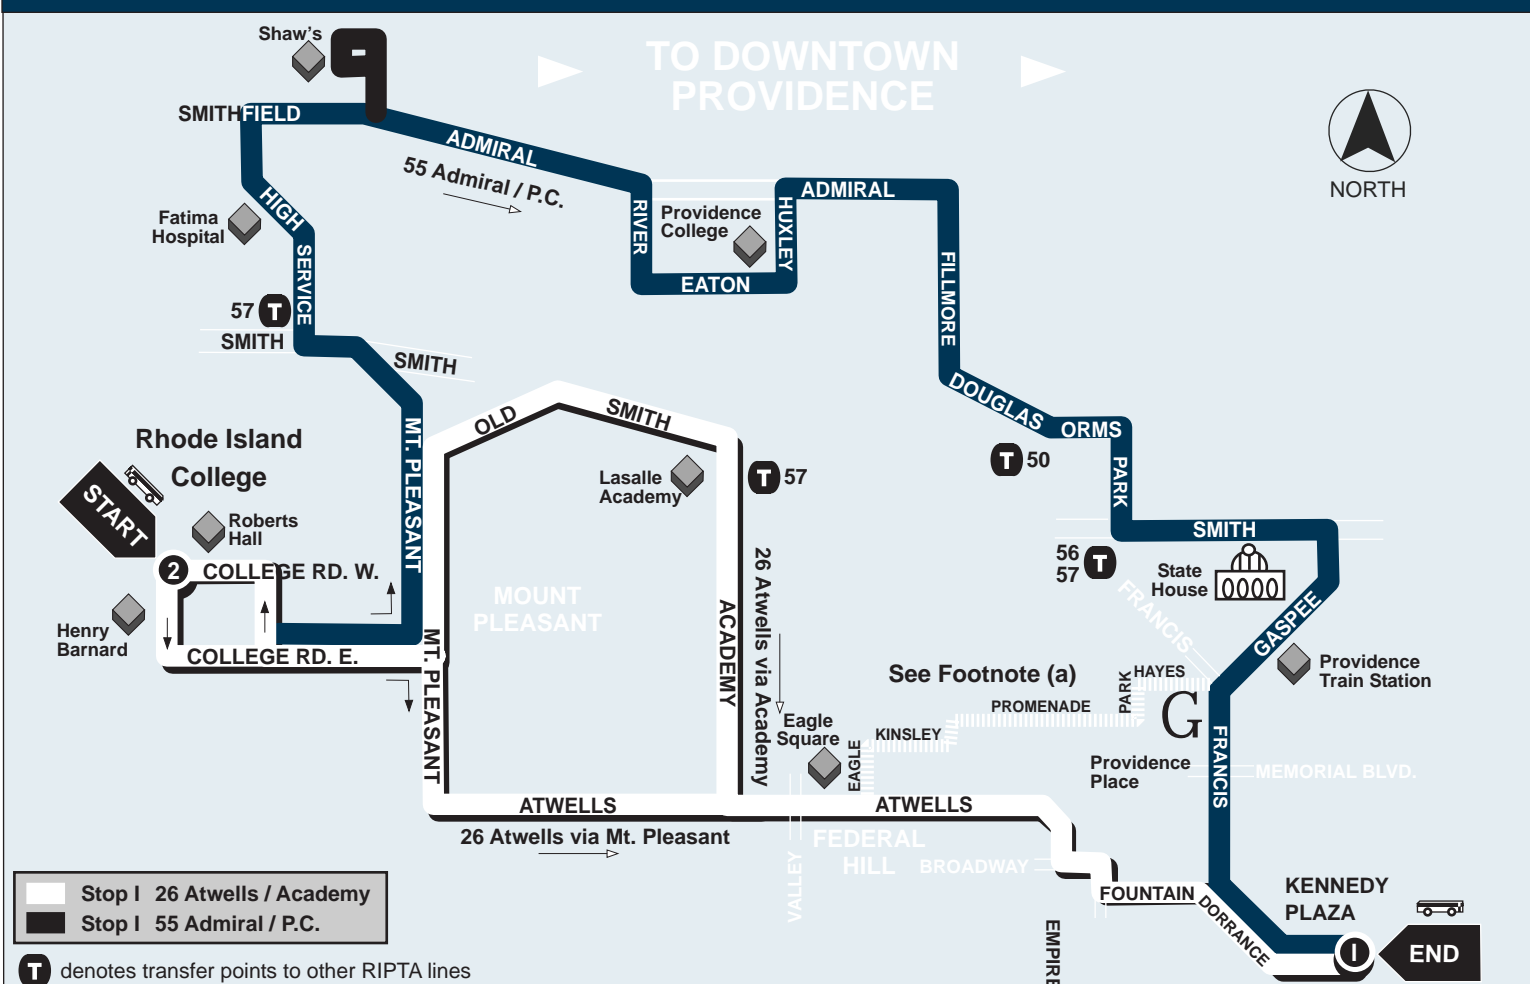 Shaw's
TO DOWNTOWN
PROVIDENCE
SMITHFIELD
ADMIRAL
55 Admiral / P.C.
NORTH
ADMIRAL
RIVER
Providence
College
HUXLEY
EATON
Fatima
Hospital
HIGH
SERVICE
57 T
SMITH
SMITH
FILLMORE
DOUGLAS
ORMS
T 50
PARK
SMITH
56
57
T
State
House
GASPEE
FRANCIS
Providence
Train Station
Rhode Island
College
START
Roberts
Hall
2
COLLEGE RD. W.
Henry
Barnard
COLLEGE RD. E.
MT. PLEASANT
MT. PLEASANT
OLD
SMITH
Lasalle
Academy
T 57
MOUNT
PLEASANT
ACADEMY
26 Atwells via Academy
See Footnote (a)
HAYES
PARK
PROMENADE
G
KINSLEY
Eagle
Square
EAGLE
Providence
Place
FRANCIS
MEMORIAL BLVD.
ATWELLS
ATWELLS
26 Atwells via Mt. Pleasant
FEDERAL
HILL
VALLEY
BROADWAY
FOUNTAIN
DORRANCE
EMPIRE
KENNEDY
PLAZA
I
END
Stop I 26 Atwells / Academy
Stop I 55 Admiral / P.C.
T denotes transfer points to other RIPTA lines